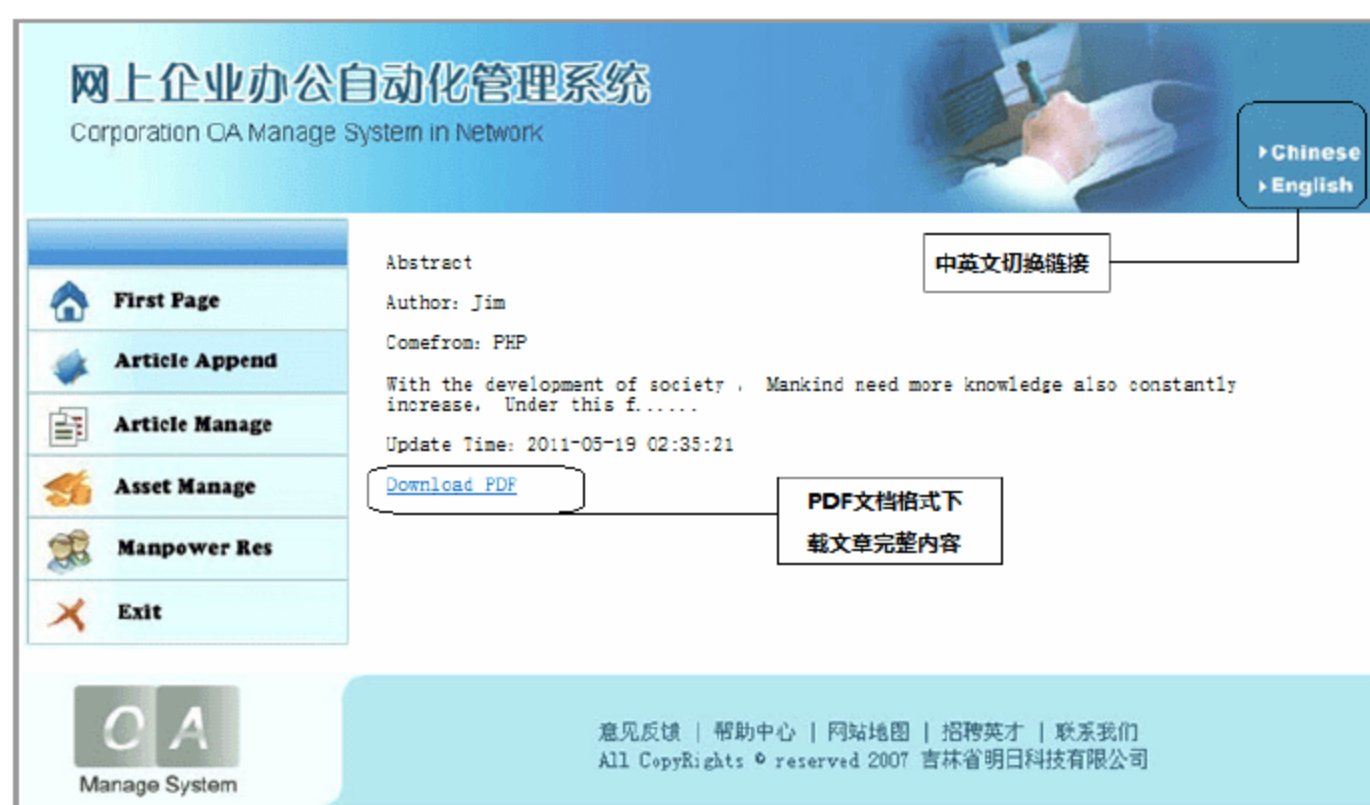 网上企业办公自动化管理系统
Corporation OA Manage System in Network
Chinese
English
中英文切换链接
First Page
Article Append
Article Manage
Asset Manage
Manpower Res
Exit
Abstract
Author: Jim
Comefrom: PHP
With the development of society , Mankind need more knowledge also constantly
increase. Under this f......
Update Time: 2011-05-19 02:35:21
Download PDF
PDF文档格式下
载文章完整内容
OA
Manage System
意见反馈 | 帮助中心 | 网站地图 | 招聘英才 | 联系我们
All CopyRights © reserved 2007 吉林省明日科技有限公司